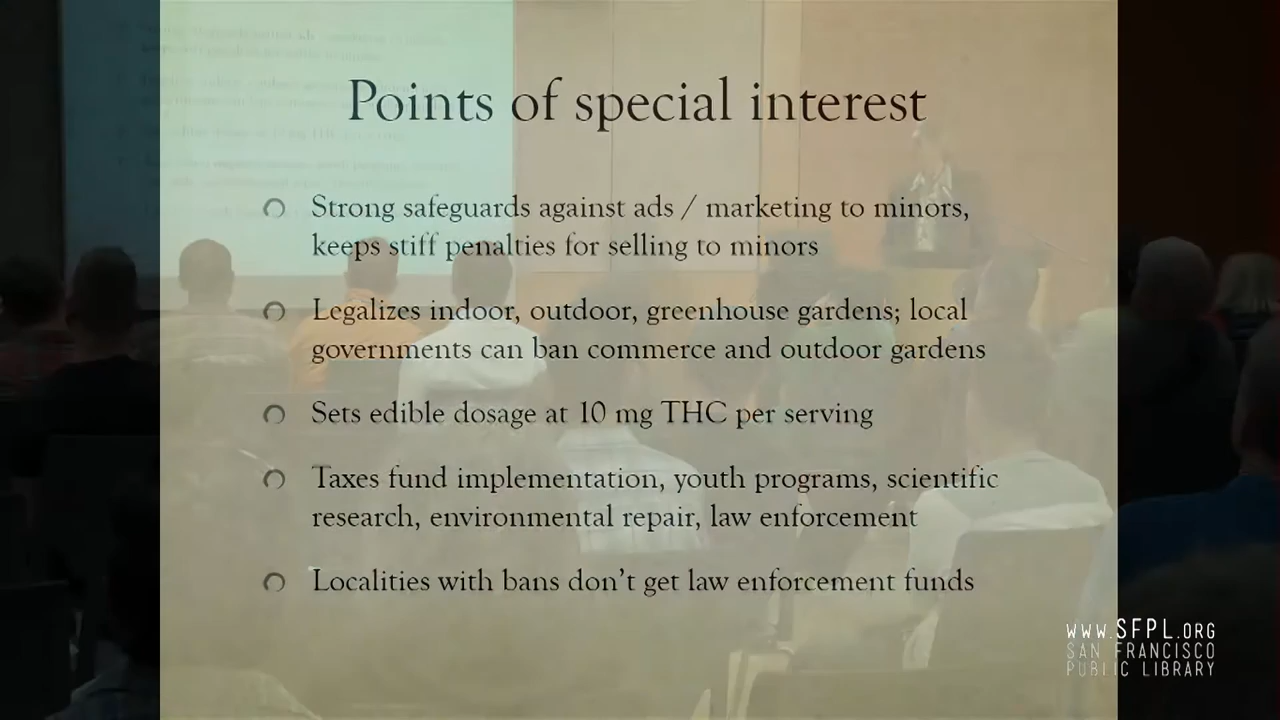 Points of special interest
Strong safeguards against ads / marketing to minors,
keeps stiff penalties for selling to minors
Legalizes indoor, outdoor, greenhouse gardens; local
governments can ban commerce and outdoor gardens
Sets edible dosage at 10 mg THC per serving
Taxes fund implementation, youth programs, scientific
research, environmental repair, law enforcement
Localities with bans don't get law enforcement funds
WWW.SFPL.ORG
SAN FRANCISCO
PUBLIC LIBRARY